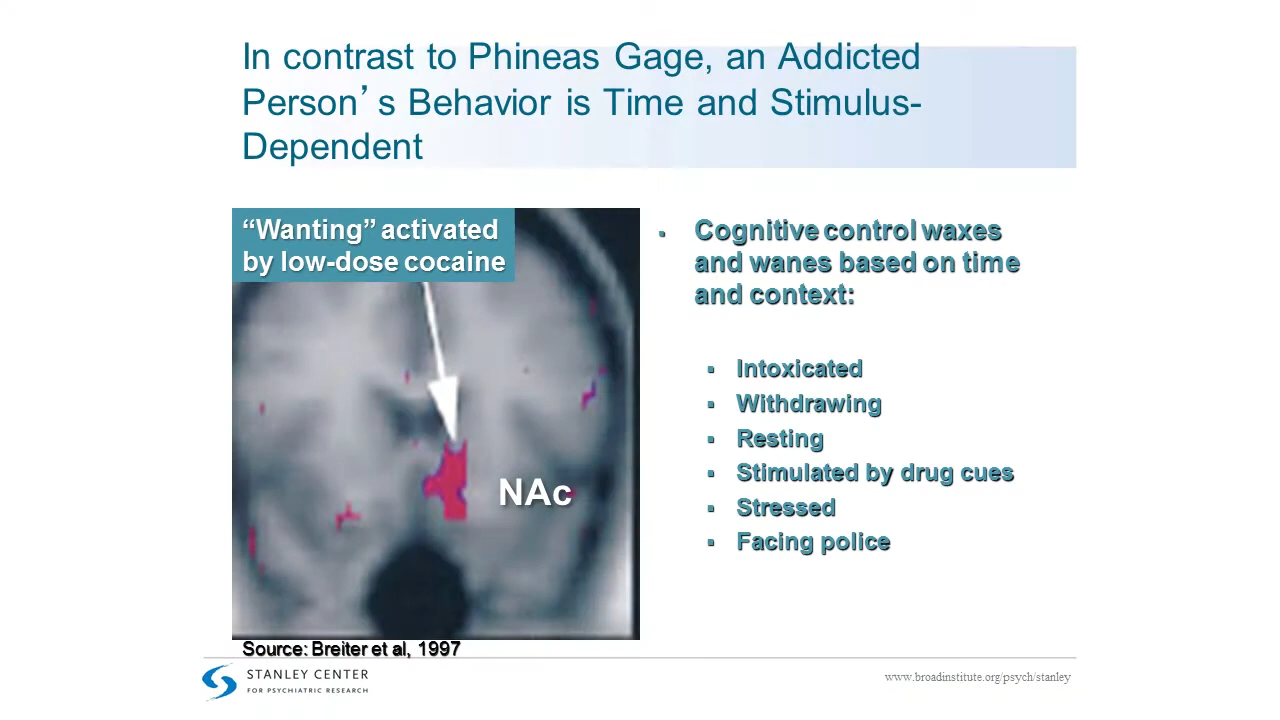 In contrast to Phineas Gage, an Addicted
Person’s Behavior is Time and Stimulus-
Dependent
“Wanting” activated
by low-dose cocaine
NAc
Source: Breiter et al, 1997
▪ Cognitive control waxes
and wanes based on time
and context:
▪ Intoxicated
▪ Withdrawing
▪ Resting
▪ Stimulated by drug cues
▪ Stressed
▪ Facing police
STANLEY CENTER
FOR PSYCHIATRIC RESEARCH
www.broadinstitute.org/psych/stanley